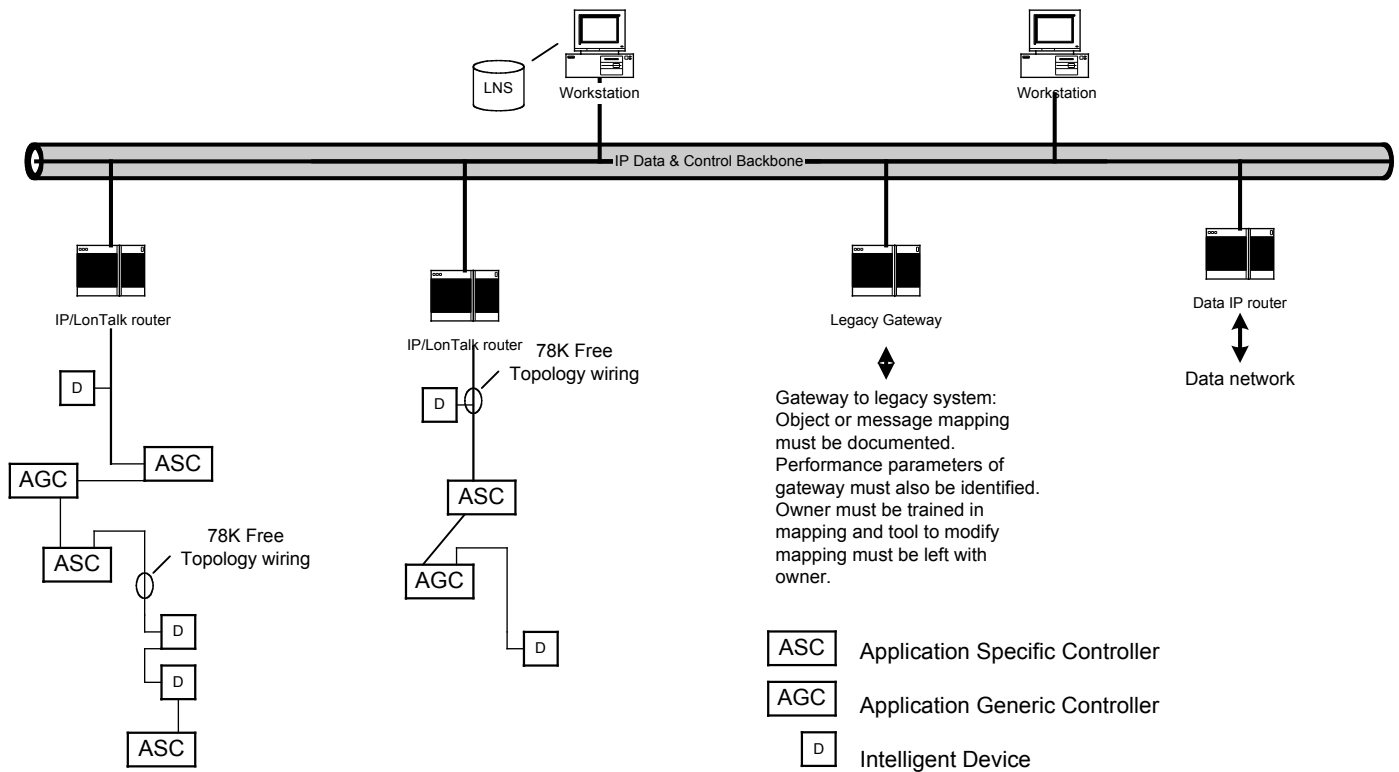 LNS
Workstation
Workstation
IP Data & Control Backbone
IP/LonTalk router
IP/LonTalk router
Legacy Gateway
Data IP router
78K Free
Topology wiring
Data network
D
D
Gateway to legacy system:
Object or message mapping
must be documented.
Performance parameters of
gateway must also be identified.
Owner must be trained in
mapping and tool to modify
mapping must be left with
owner.
ASC
AGC
ASC
78K Free
Topology wiring
ASC
AGC
D
D
D
ASC
ASC Application Specific Controller
AGC Application Generic Controller
D Intelligent Device